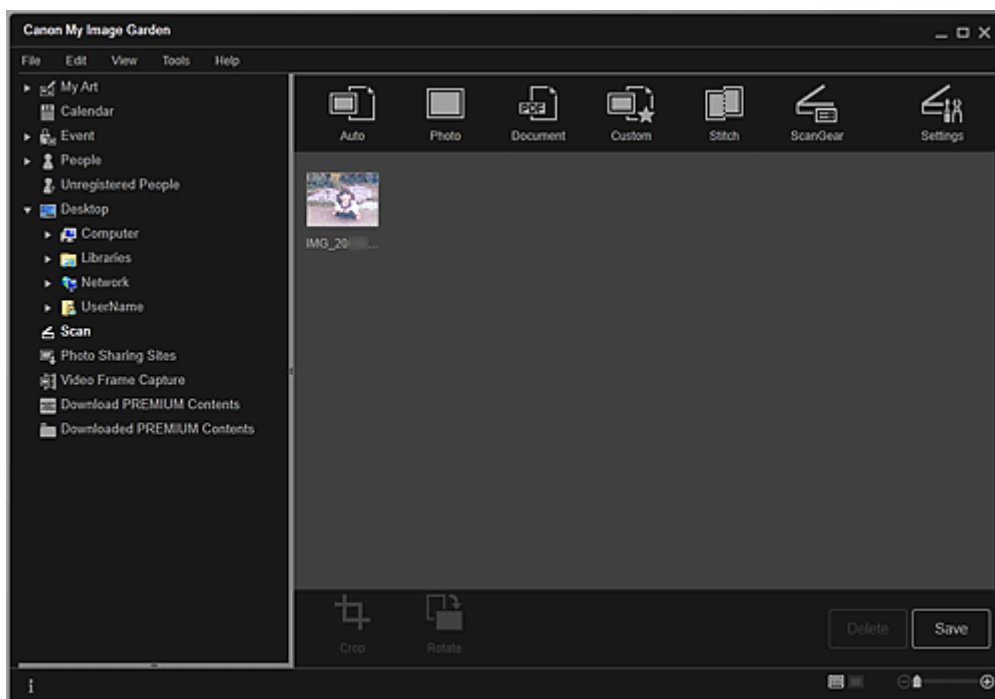 Canon My Image Garden
File Edit View Tools Help
My Art
Calendar
Event
People
Unregistered People
Desktop
Computer
Libraries
Network
UserName
Scan
Photo Sharing Sites
Video Frame Capture
Download PREMIUM Contents
Downloaded PREMIUM Contents
Auto Photo Document Custom Stitch ScanGear Settings
PDF
IMG_20 ...
Crop Rotate
Delete Save